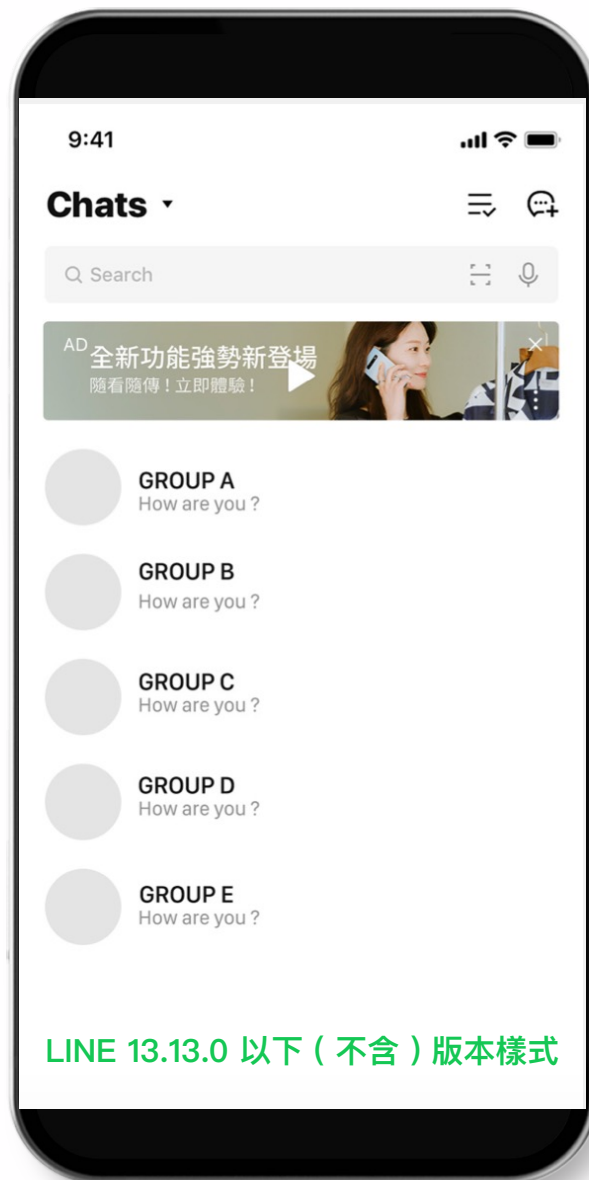 9:41
Chats
Search
AD
全新功能強勢新登場
隨看隨傳！立即體驗！
GROUP A
How are you ?
GROUP B
How are you ?
GROUP C
How are you ?
GROUP D
How are you ?
GROUP E
How are you ?
LINE 13.13.0 以下（不含）版本樣式